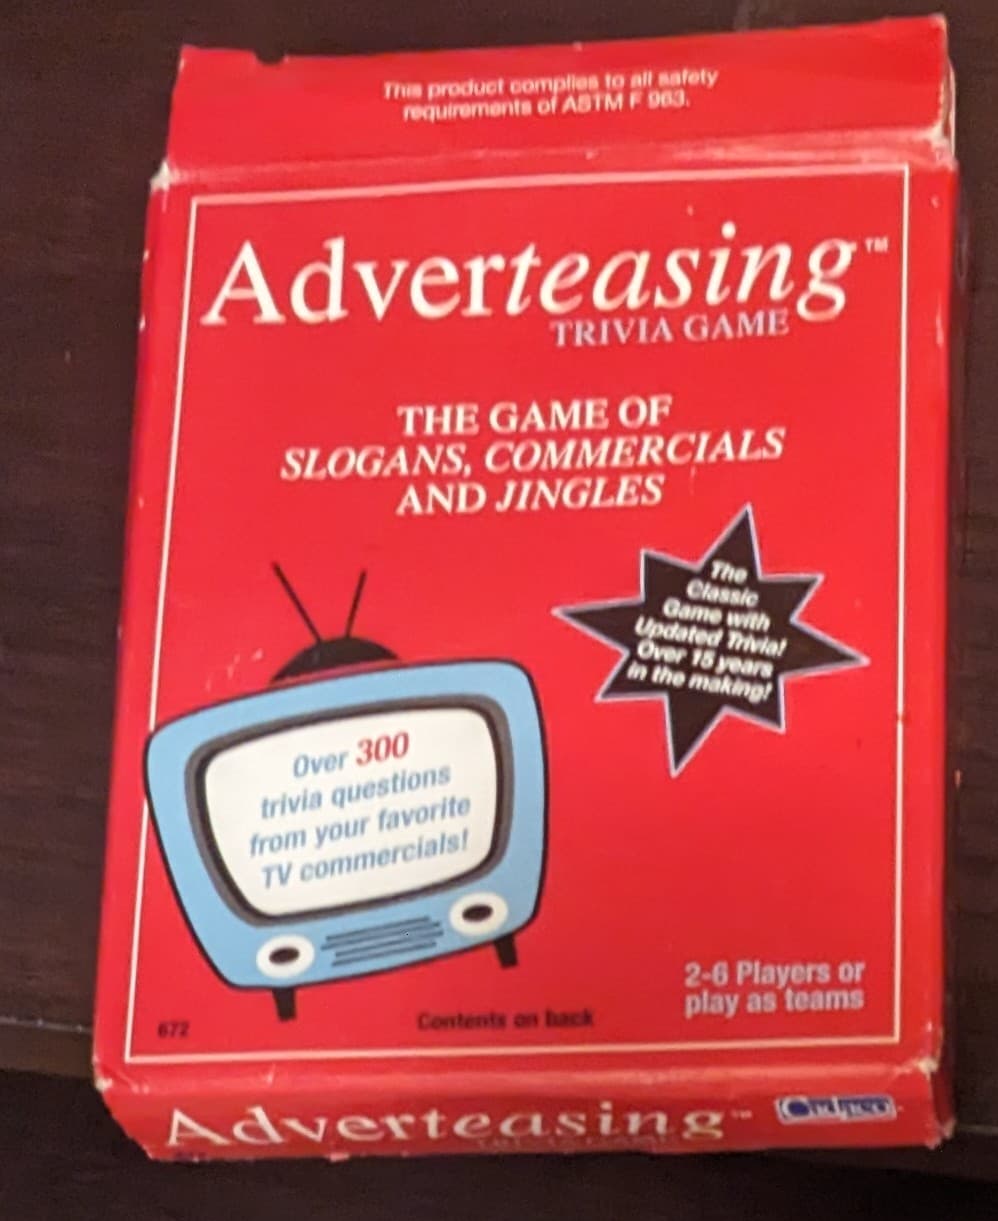 This product complies to all safety
requirements of ASTM F 963.
Adverteasing™
TRIVIA GAME
THE GAME OF
SLOGANS, COMMERCIALS
AND JINGLES
The
Classic
Game with
Updated Trivia!
Over 15 years
in the making!
Over 300
trivia questions
from your favorite
TV commercials!
2-6 Players or
play as teams
672
Contents on back
Adverteasing™